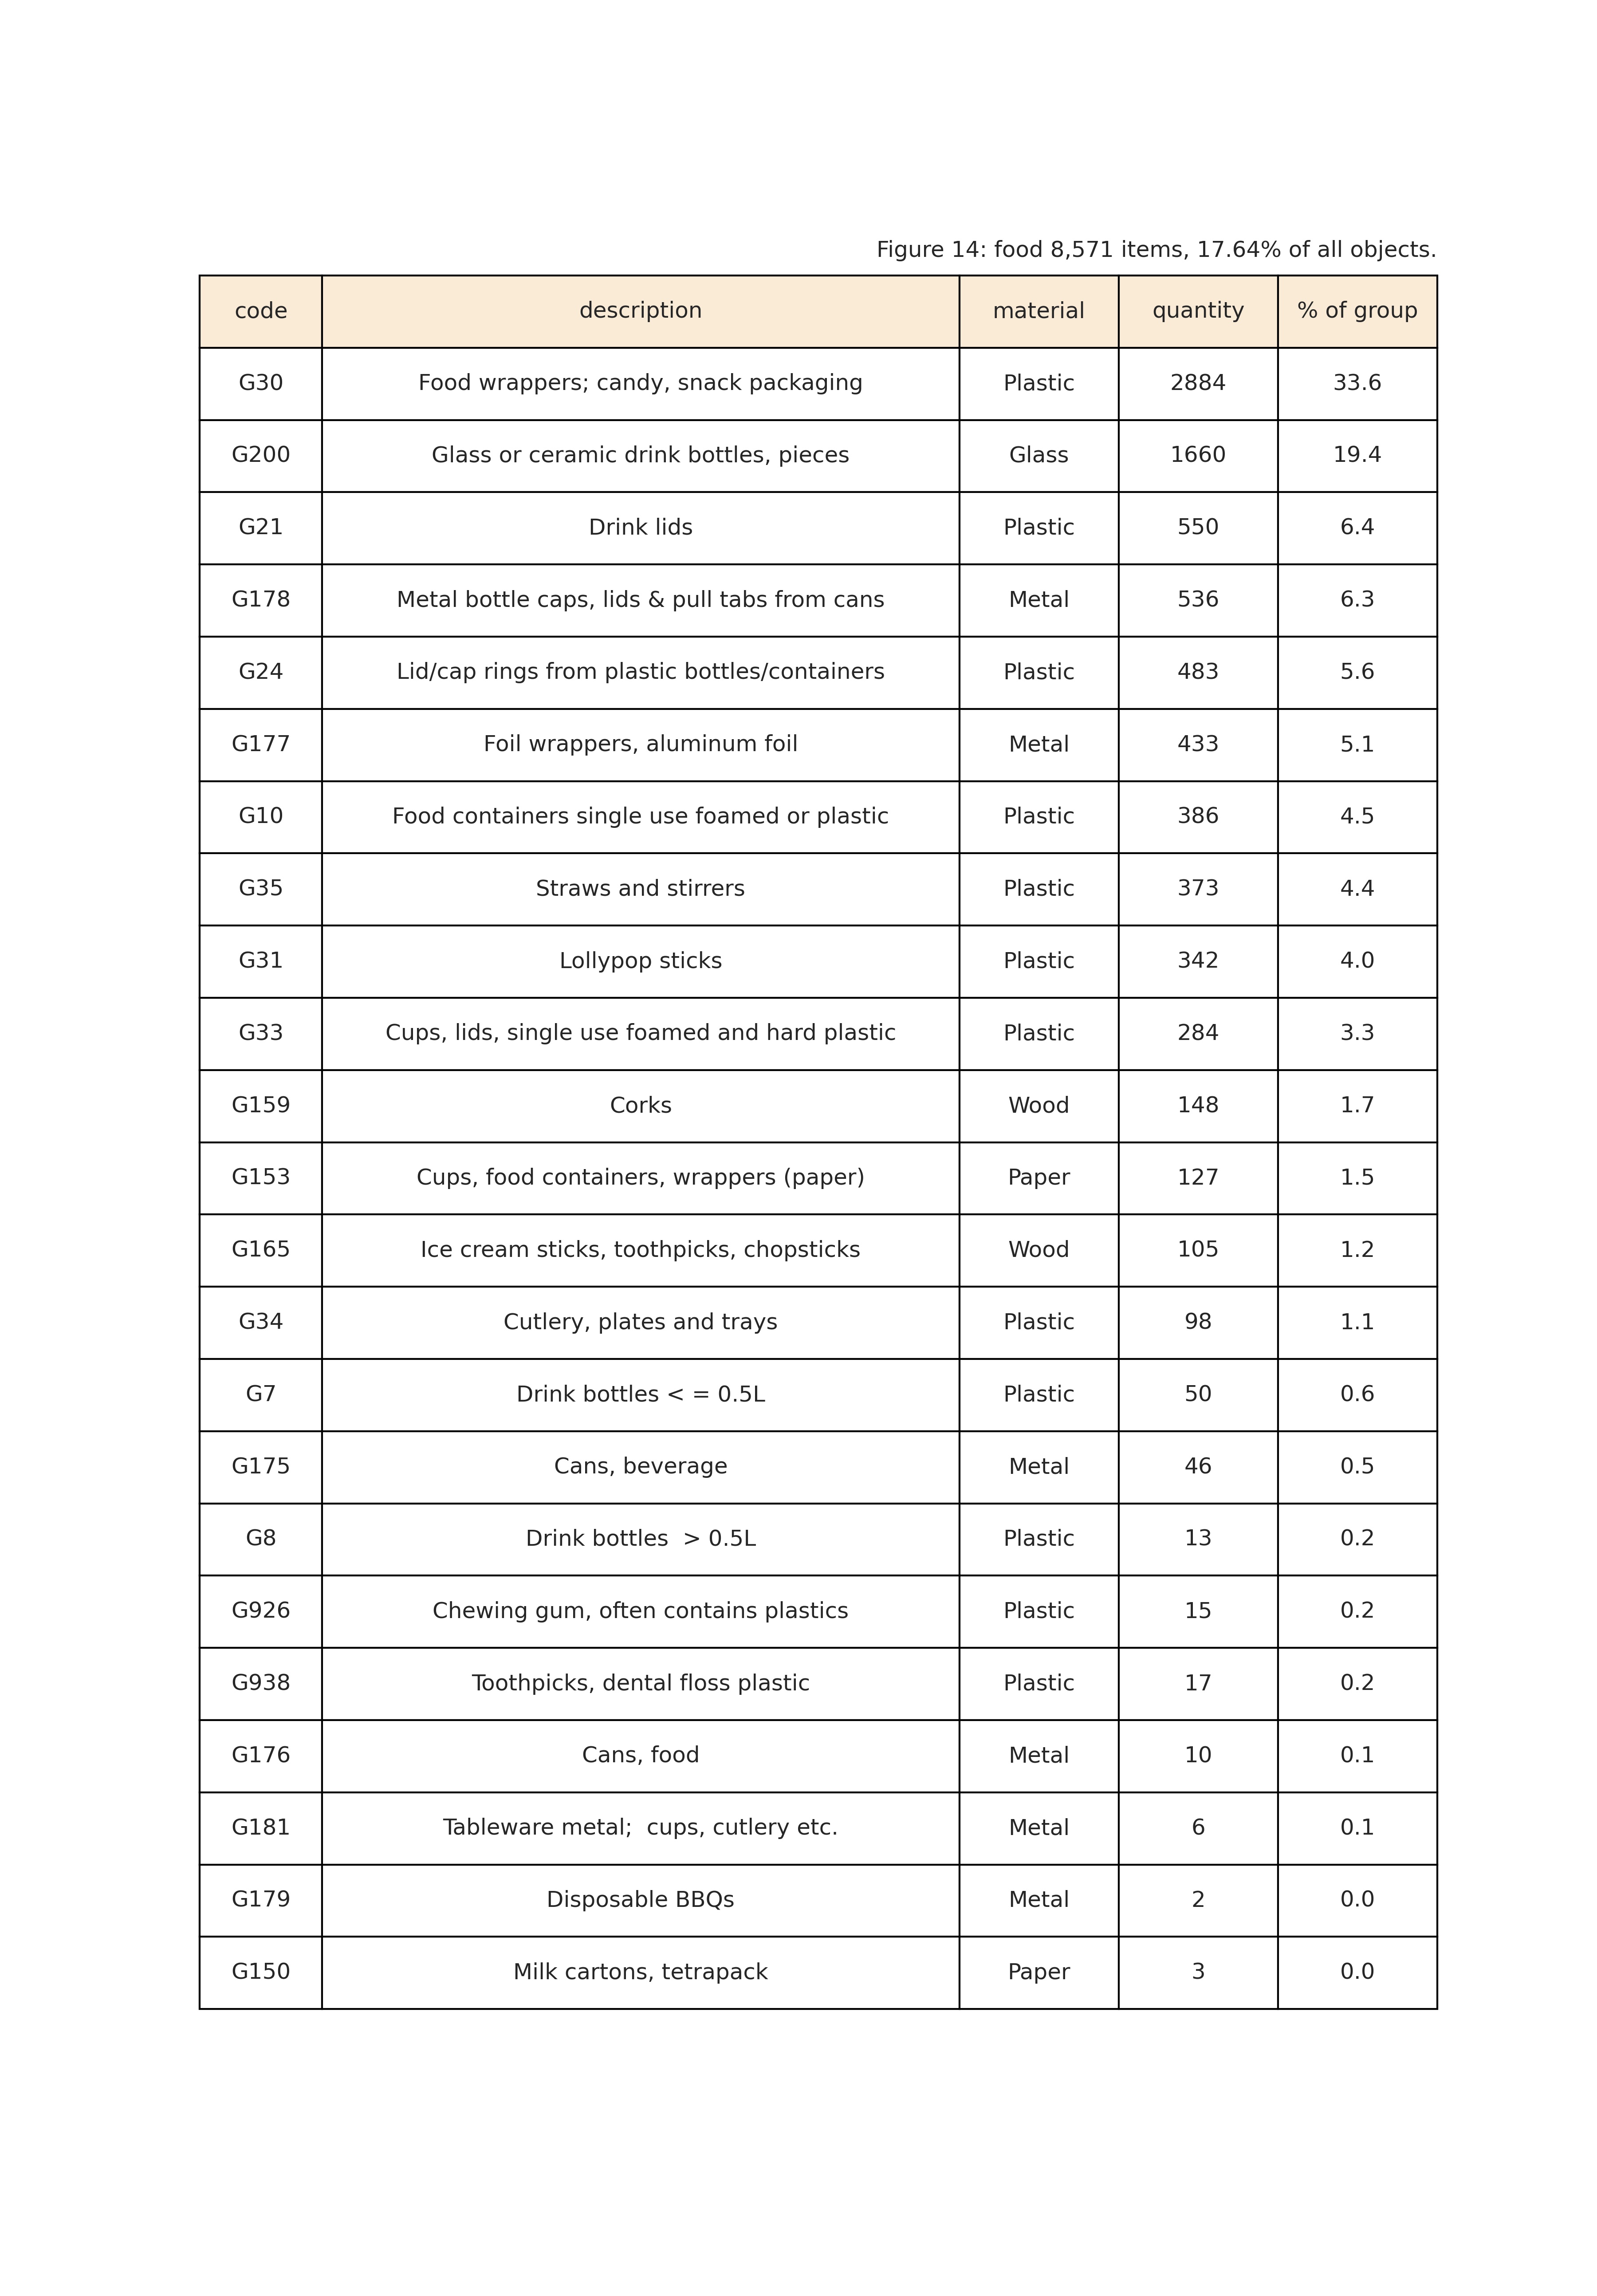 Figure 14: food 8,571 items, 17.64% of all objects.
code description material quantity % of group
G30 Food wrappers; candy, snack packaging Plastic 2884 33.6
G200 Glass or ceramic drink bottles, pieces Glass 1660 19.4
G21 Drink lids Plastic 550 6.4
G178 Metal bottle caps, lids & pull tabs from cans Metal 536 6.3
G24 Lid/cap rings from plastic bottles/containers Plastic 483 5.6
G177 Foil wrappers, aluminum foil Metal 433 5.1
G10 Food containers single use foamed or plastic Plastic 386 4.5
G35 Straws and stirrers Plastic 373 4.4
G31 Lollypop sticks Plastic 342 4.0
G33 Cups, lids, single use foamed and hard plastic Plastic 284 3.3
G159 Corks Wood 148 1.7
G153 Cups, food containers, wrappers (paper) Paper 127 1.5
G165 Ice cream sticks, toothpicks, chopsticks Wood 105 1.2
G34 Cutlery, plates and trays Plastic 98 1.1
G7 Drink bottles < = 0.5L Plastic 50 0.6
G175 Cans, beverage Metal 46 0.5
G8 Drink bottles  > 0.5L Plastic 13 0.2
G926 Chewing gum, often contains plastics Plastic 15 0.2
G938 Toothpicks, dental floss plastic Plastic 17 0.2
G176 Cans, food Metal 10 0.1
G181 Tableware metal;  cups, cutlery etc. Metal 6 0.1
G179 Disposable BBQs Metal 2 0.0
G150 Milk cartons, tetrapack Paper 3 0.0